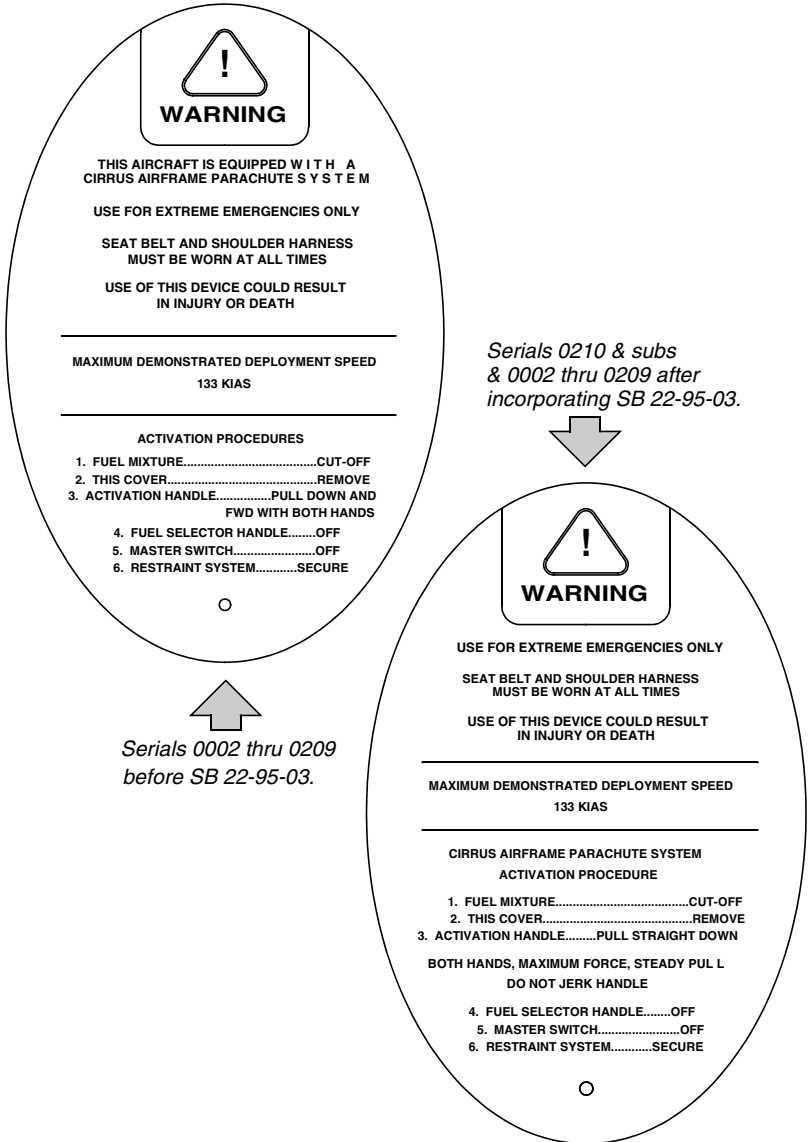 !
WARNING
THIS AIRCRAFT IS EQUIPPED W I T H A
CIRRUS AIRFRAME PARACHUTE S Y S T E M
USE FOR EXTREME EMERGENCIES ONLY
SEAT BELT AND SHOULDER HARNESS
MUST BE WORN AT ALL TIMES
USE OF THIS DEVICE COULD RESULT
IN INJURY OR DEATH
MAXIMUM DEMONSTRATED DEPLOYMENT SPEED
133 KIAS
ACTIVATION PROCEDURES
1. FUEL MIXTURE.......................................CUT-OFF
2. THIS COVER............................................REMOVE
3. ACTIVATION HANDLE................PULL DOWN AND
FWD WITH BOTH HANDS
4. FUEL SELECTOR HANDLE........OFF
5. MASTER SWITCH........................OFF
6. RESTRAINT SYSTEM............SECURE
Serials 0002 thru 0209
before SB 22-95-03.
Serials 0210 & subs
& 0002 thru 0209 after
incorporating SB 22-95-03.
!
WARNING
USE FOR EXTREME EMERGENCIES ONLY
SEAT BELT AND SHOULDER HARNESS
MUST BE WORN AT ALL TIMES
USE OF THIS DEVICE COULD RESULT
IN INJURY OR DEATH
MAXIMUM DEMONSTRATED DEPLOYMENT SPEED
133 KIAS
CIRRUS AIRFRAME PARACHUTE SYSTEM
ACTIVATION PROCEDURE
1. FUEL MIXTURE.......................................CUT-OFF
2. THIS COVER............................................REMOVE
3. ACTIVATION HANDLE.........PULL STRAIGHT DOWN
BOTH HANDS, MAXIMUM FORCE, STEADY PUL L
DO NOT JERK HANDLE
4. FUEL SELECTOR HANDLE........OFF
5. MASTER SWITCH........................OFF
6. RESTRAINT SYSTEM............SECURE